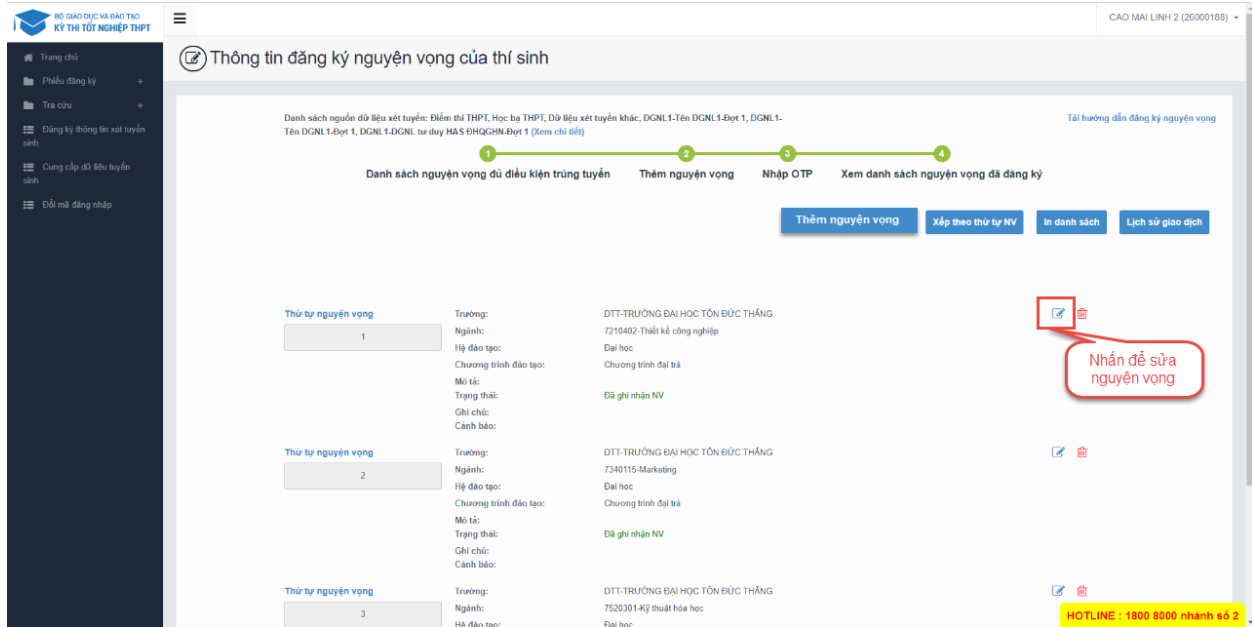 BỘ GIÁO DỤC VÀ ĐÀO TẠO
KỲ THI TỐT NGHIỆP THPT
CAO MAI LINH 2 (26000188)
Trang chủ
Phiếu đăng ký +
Tra cứu +
Đăng ký thông tin xét tuyển
sinh
Cung cấp dữ liệu tuyển
sinh
Đổi mã đăng nhập
Thông tin đăng ký nguyện vọng của thí sinh
Danh sách nguồn dữ liệu xét tuyển: Điểm thi THPT, Học bạ THPT, Dữ liệu xét tuyển khác, DGNL1-Tên DGNL1-Đợt 1, DGNL1-
Tên DGNL1-Đợt 1, DGNL1-DGNL tư duy HAS ĐHQGHN-Đợt 1 (Xem chi tiết)
Tải hướng dẫn đăng ký nguyện vọng
1 2 3 4
Danh sách nguyện vọng đủ điều kiện trúng tuyển Thêm nguyện vọng Nhập OTP Xem danh sách nguyện vọng đã đăng ký
Thêm nguyện vọng Xếp theo thứ tự NV In danh sách Lịch sử giao dịch
Thứ tự nguyện vọng
1
Trường: DTT-TRƯỜNG ĐẠI HỌC TÔN ĐỨC THẮNG
Ngành: 7210402-Thiết kế công nghiệp
Hệ đào tạo: Đại học
Chương trình đào tạo: Chương trình đại trà
Mô tả:
Trạng thái: Đã ghi nhận NV
Ghi chú:
Cảnh báo:
Nhấn để sửa
nguyện vọng
Thứ tự nguyện vọng
2
Trường: DTT-TRƯỜNG ĐẠI HỌC TÔN ĐỨC THẮNG
Ngành: 7340115-Marketing
Hệ đào tạo: Đại học
Chương trình đào tạo: Chương trình đại trà
Mô tả:
Trạng thái: Đã ghi nhận NV
Ghi chú:
Cảnh báo:
Thứ tự nguyện vọng
3
Trường: DTT-TRƯỜNG ĐẠI HỌC TÔN ĐỨC THẮNG
Ngành: 7520301-Kỹ thuật hóa học
Hệ đào tạo: Đại học
HOTLINE : 1800 8000 nhánh số 2